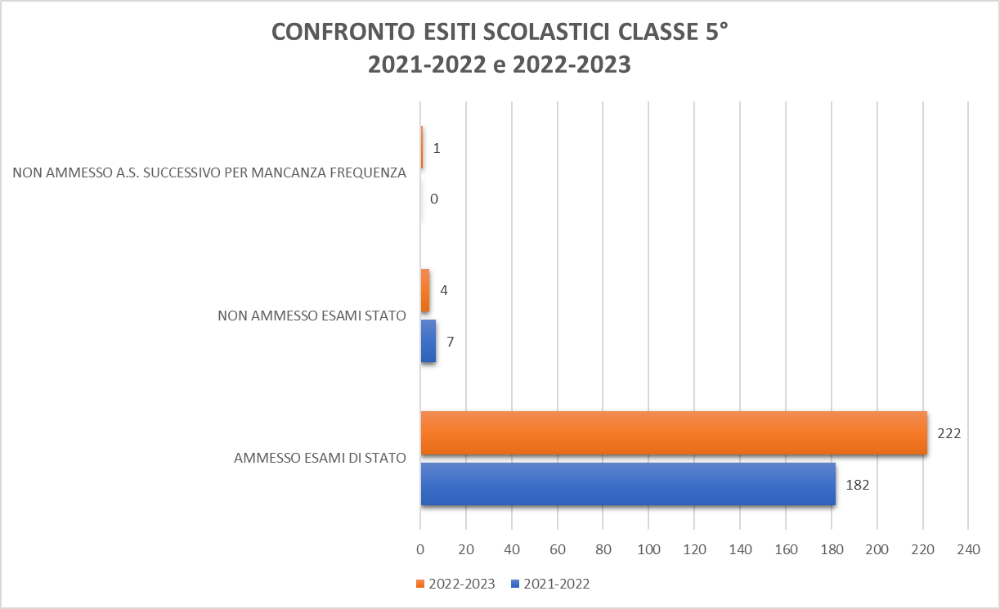 CONFRONTO ESITI SCOLASTICI CLASSE 5°
2021-2022 e 2022-2023
1
NON AMMESSO A.S. SUCCESSIVO PER MANCANZA FREQUENZA
0
4
NON AMMESSO ESAMI STATO
7
222
AMMESSO ESAMI DI STATO
182
0 20 40 60 80 100 120 140 160 180 200 220 240
2022-2023 2021-2022